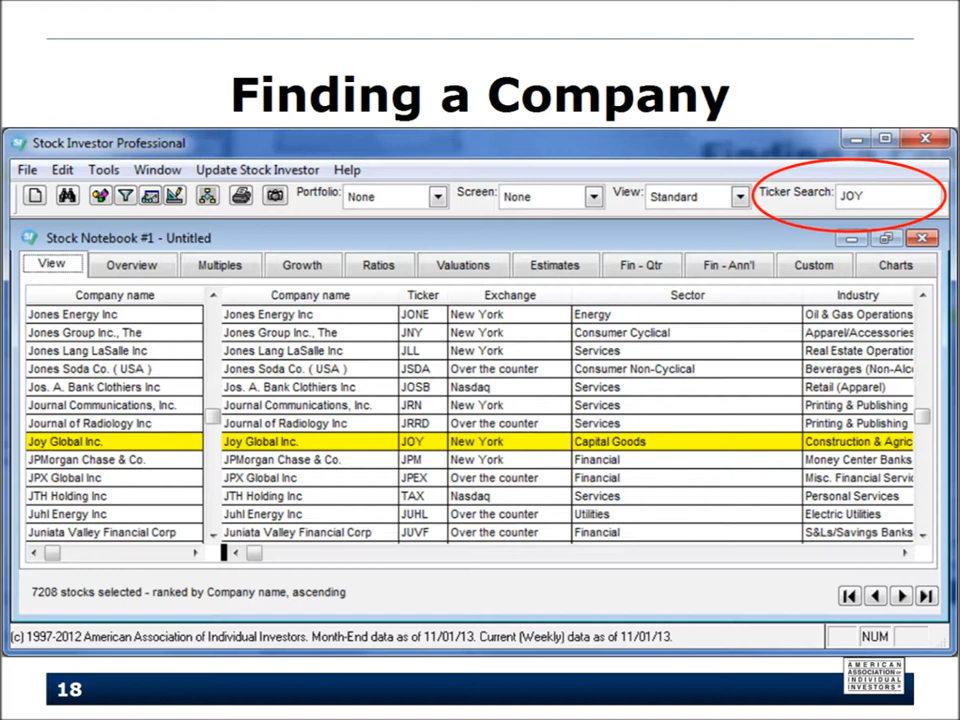 Finding a Company
Stock Investor Professional
File Edit Tools Window Update Stock Investor Help
Portfolio: None Screen: None View: Standard Ticker Search: JOY
Stock Notebook #1 - Untitled
View Overview Multiples Growth Ratios Valuations Estimates Fin - Qtr Fin - Ann'l Custom Charts
Company name Company name Ticker Exchange Sector Industry
Jones Energy Inc Jones Energy Inc JONE New York Energy Oil & Gas Operations
Jones Group Inc., The Jones Group Inc., The JNY New York Consumer Cyclical Apparel/Accessories
Jones Lang LaSalle Inc Jones Lang LaSalle Inc JLL New York Services Real Estate Operation
Jones Soda Co. ( USA ) Jones Soda Co. ( USA ) JSDA Over the counter Consumer Non-Cyclical Beverages (Non-Alc
Jos. A. Bank Clothiers Inc Jos. A. Bank Clothiers Inc JOSB Nasdaq Services Retail (Apparel)
Journal Communications, Inc. Journal Communications, Inc. JRN New York Services Printing & Publishing
Journal of Radiology Inc Journal of Radiology Inc JRRD Over the counter Services Printing & Publishing
Joy Global Inc. Joy Global Inc. JOY New York Capital Goods Construction & Agric
JPMorgan Chase & Co. JPMorgan Chase & Co. JPM New York Financial Money Center Banks
JPX Global Inc JPX Global Inc JPEX Over the counter Financial Misc. Financial Servic
JTH Holding Inc JTH Holding Inc TAX Nasdaq Services Personal Services
Juhl Energy Inc Juhl Energy Inc JUHL Over the counter Utilities Electric Utilities
Juniata Valley Financial Corp Juniata Valley Financial Corp JUVF Over the counter Financial S&Ls/Savings Banks
7208 stocks selected - ranked by Company name, ascending
(c) 1997-2012 American Association of Individual Investors. Month-End data as of 11/01/13. Current (Weekly) data as of 11/01/13. NUM
18
AMERICAN
ASSOCIATION OF
INDIVIDUAL
INVESTORS®